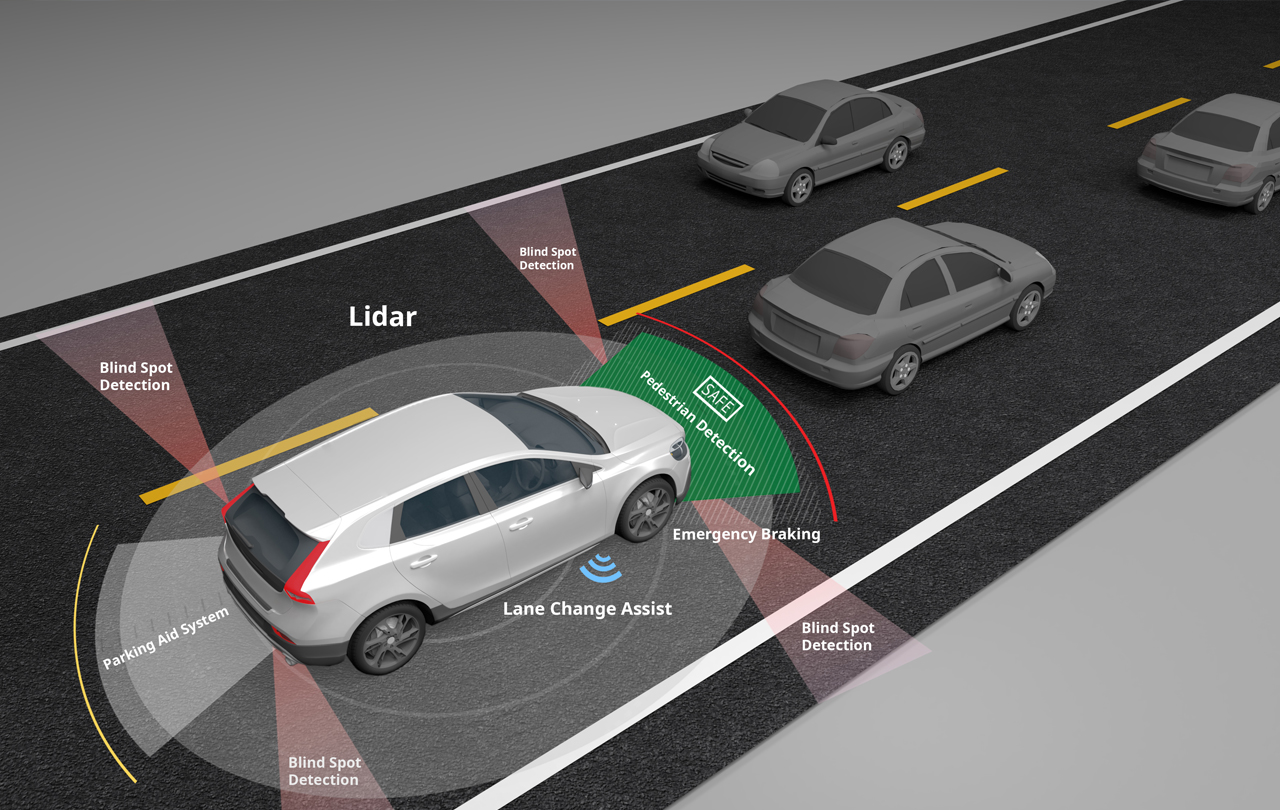 Blind Spot
Detection
Lidar
Blind Spot
Detection
SAFE
Pedestrian Detection
Emergency Braking
Lane Change Assist
Parking Aid System
Blind Spot
Detection
Blind Spot
Detection